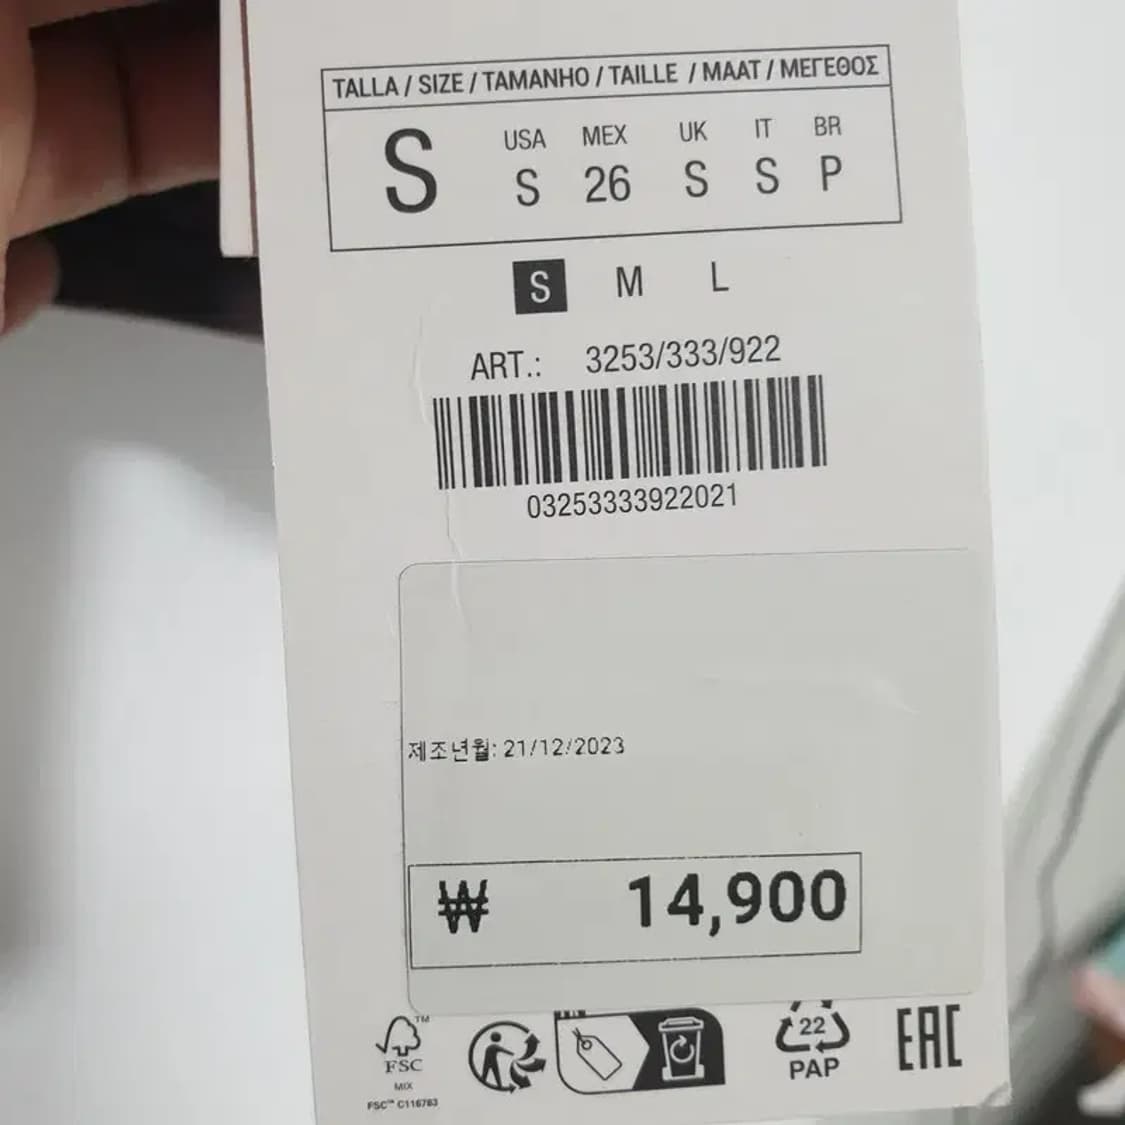 TALLA / SIZE / TAMANHO / TAILLE / MAAT / ΜΕΓΕΘΟΣ
USA MEX UK IT BR
S S 26 S S P
S M L
ART.: 3253/333/922
03253333922021
제조년월: 21/12/2023
₩ 14,900
TM
FSC
MIX
FSC™ C116783
22
PAP
EAC